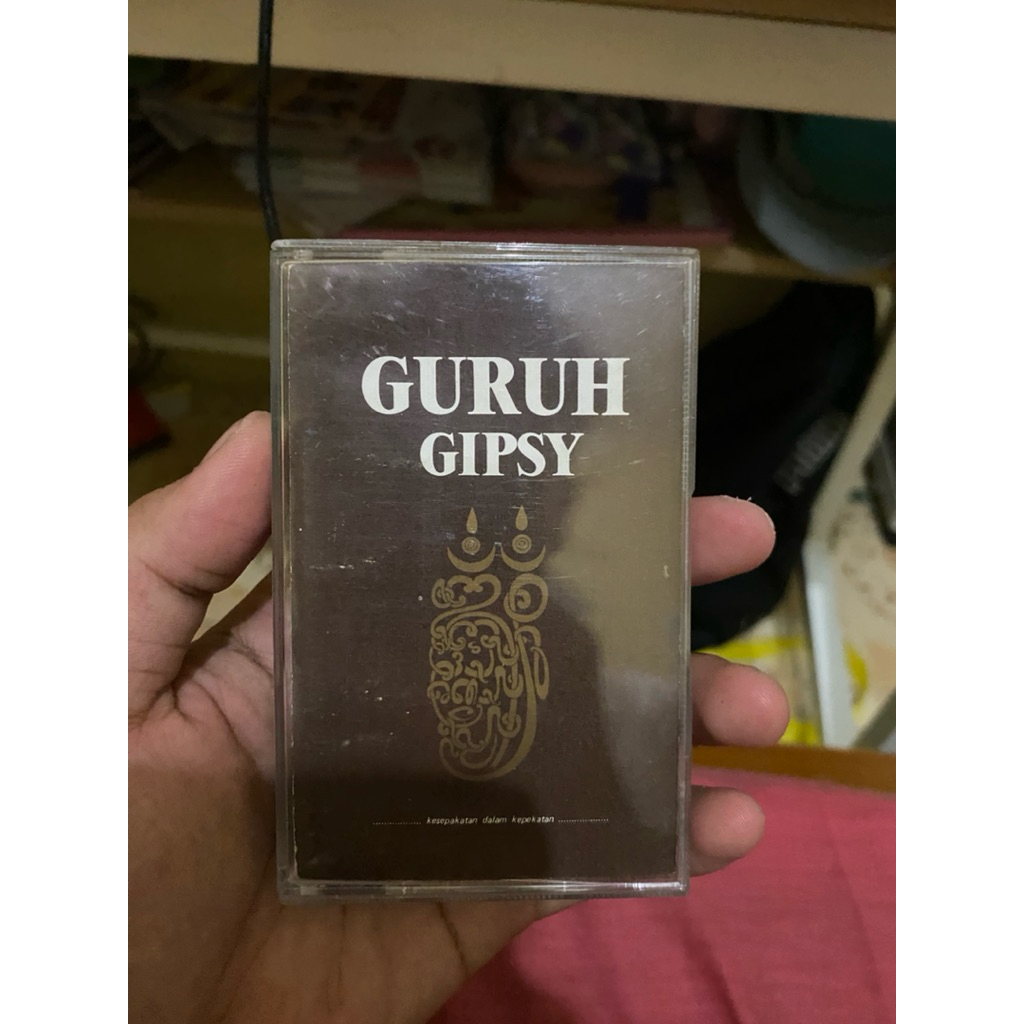 GURUH
GIPSY
.............. kesepakatan dalam kepekatan ..............